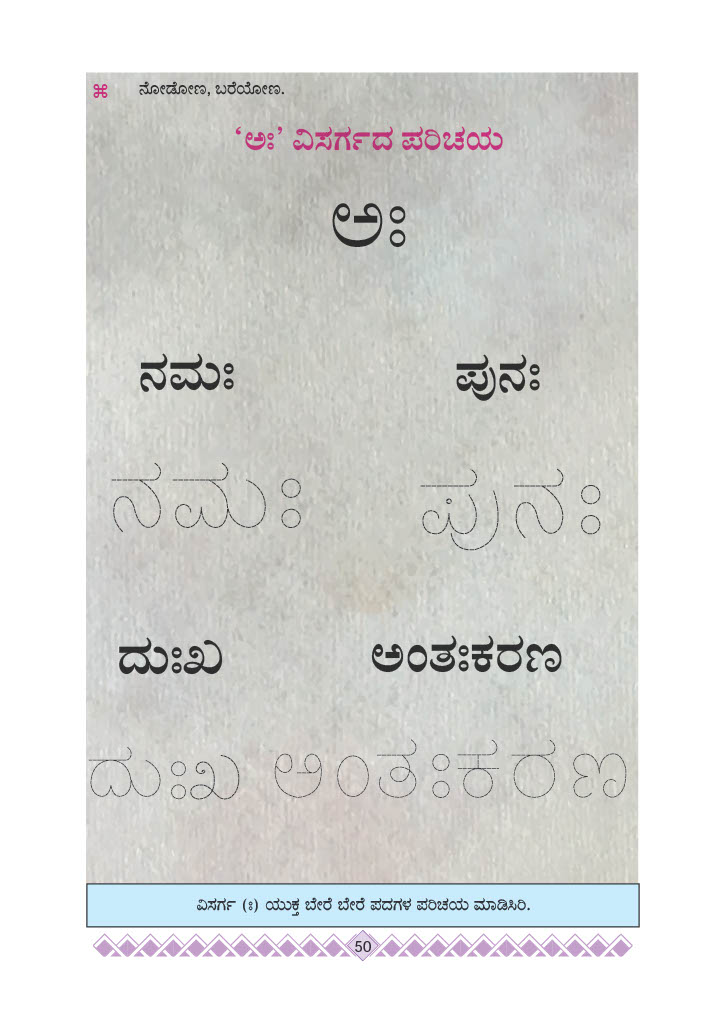 ⌘ ನೋಡೋಣ, ಬರೆಯೋಣ.
‘ಅಃ’ ವಿಸರ್ಗದ ಪರಿಚಯ
ಅಃ
ನಮಃ ಪುನಃ
ನಮಃ ಪುನಃ
ದುಃಖ ಅಂತಃಕರಣ
ದುಃಖ ಅಂತಃಕರಣ
ವಿಸರ್ಗ (ಃ) ಯುಕ್ತ ಬೇರೆ ಬೇರೆ ಪದಗಳ ಪರಿಚಯ ಮಾಡಿಸಿರಿ.
50